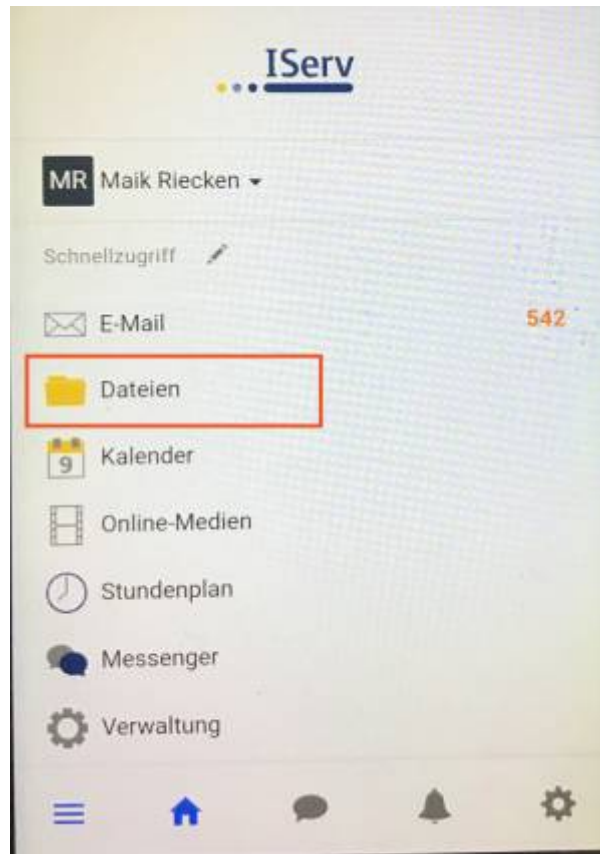 IServ
MR Maik Riecken
Schnellzugriff
E-Mail 542
Dateien
9 Kalender
Online-Medien
Stundenplan
Messenger
Verwaltung